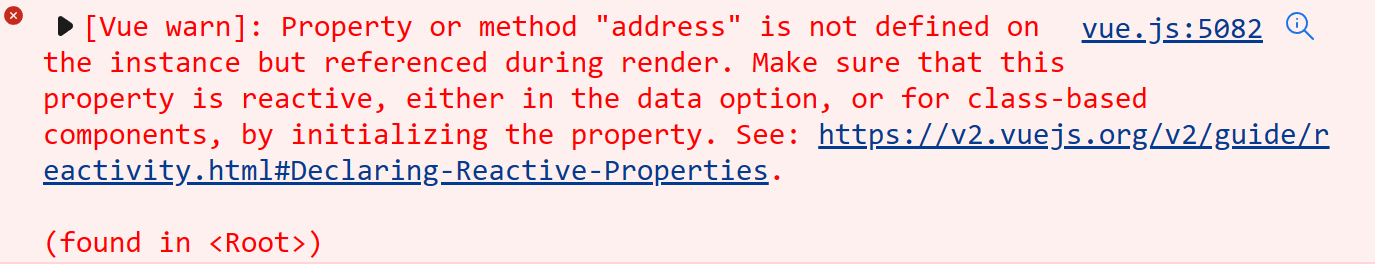 [Vue warn]: Property or method "address" is not defined on vue.js:5082
the instance but referenced during render. Make sure that this
property is reactive, either in the data option, or for class-based
components, by initializing the property. See: https://v2.vuejs.org/v2/guide/r
eactivity.html#Declaring-Reactive-Properties.
(found in <Root>)